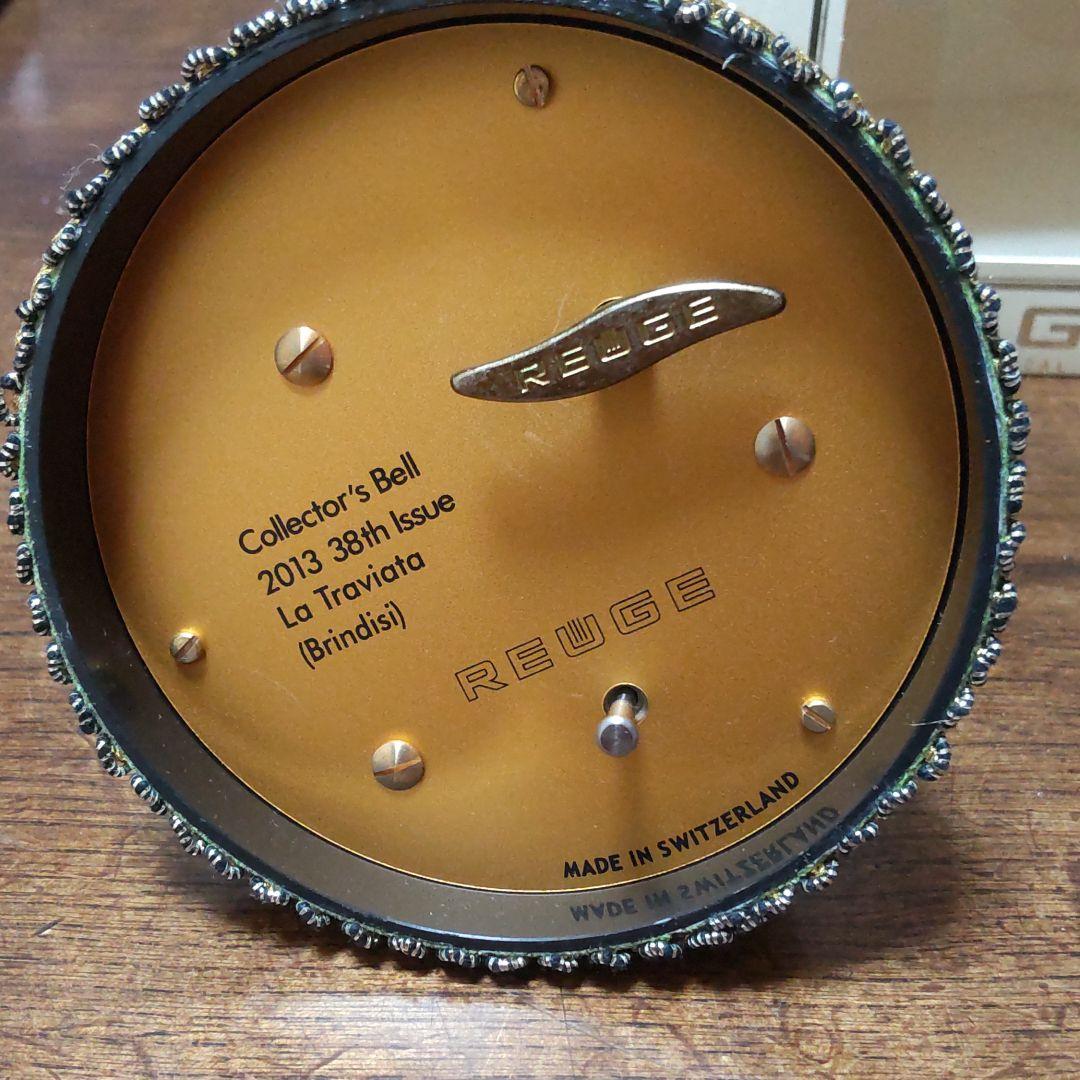 REUGE
Collector's Bell
2013 38th Issue
La Traviata
(Brindisi)
REUGE
MADE IN SWITZERLAND
G